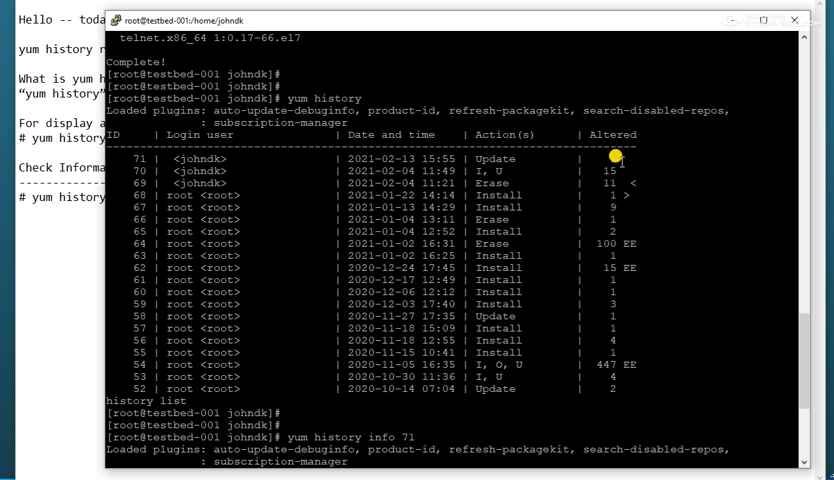 Hello -- toda
yum history r
What is yum h
“yum history”
For display a
# yum history
Check Informa
-------------
# yum history
root@testbed-001:/home/johndk
telnet.x86_64 1:0.17-66.el7
Complete!
[root@testbed-001 johndk]#
[root@testbed-001 johndk]#
[root@testbed-001 johndk]# yum history
Loaded plugins: auto-update-debuginfo, product-id, refresh-packagekit, search-disabled-repos,
: subscription-manager
ID | Login user | Date and time | Action(s) | Altered
-------------------------------------------------------------------------------
71 | <johndk> | 2021-02-13 15:55 | Update |
70 | <johndk> | 2021-02-04 11:49 | I, U | 15
69 | <johndk> | 2021-02-04 11:21 | Erase | 11 <
68 | root <root> | 2021-01-22 14:14 | Install | 1 >
67 | root <root> | 2021-01-13 14:29 | Install | 9
66 | root <root> | 2021-01-04 13:11 | Erase | 1
65 | root <root> | 2021-01-04 12:52 | Install | 2
64 | root <root> | 2021-01-02 16:31 | Erase | 100 EE
63 | root <root> | 2021-01-02 16:25 | Install | 1
62 | root <root> | 2020-12-24 17:45 | Install | 15 EE
61 | root <root> | 2020-12-17 12:49 | Install | 1
60 | root <root> | 2020-12-06 12:12 | Install | 1
59 | root <root> | 2020-12-03 17:40 | Install | 3
58 | root <root> | 2020-11-27 17:35 | Update | 1
57 | root <root> | 2020-11-18 15:09 | Install | 1
56 | root <root> | 2020-11-18 12:55 | Install | 4
55 | root <root> | 2020-11-15 10:41 | Install | 1
54 | root <root> | 2020-11-05 16:35 | I, O, U | 447 EE
53 | root <root> | 2020-10-30 11:36 | I, U | 4
52 | root <root> | 2020-10-14 07:04 | Update | 2
history list
[root@testbed-001 johndk]#
[root@testbed-001 johndk]#
[root@testbed-001 johndk]# yum history info 71
Loaded plugins: auto-update-debuginfo, product-id, refresh-packagekit, search-disabled-repos,
: subscription-manager